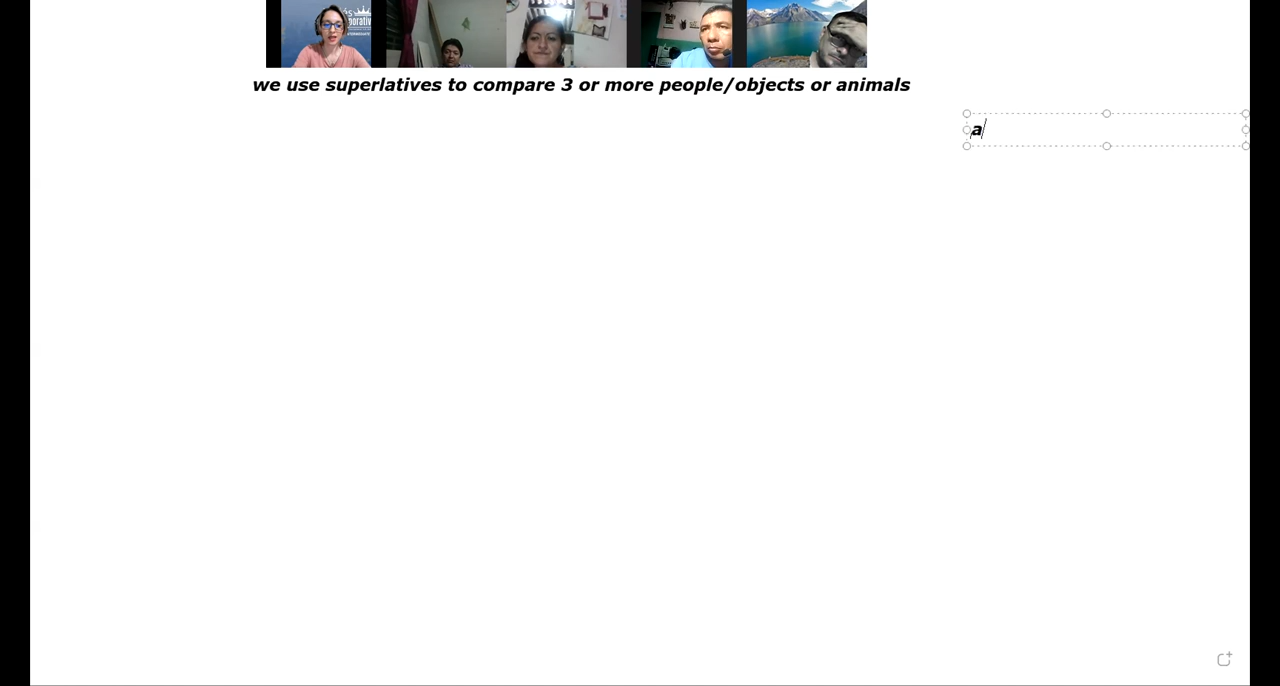 we use superlatives to compare 3 or more people/objects or animals
a